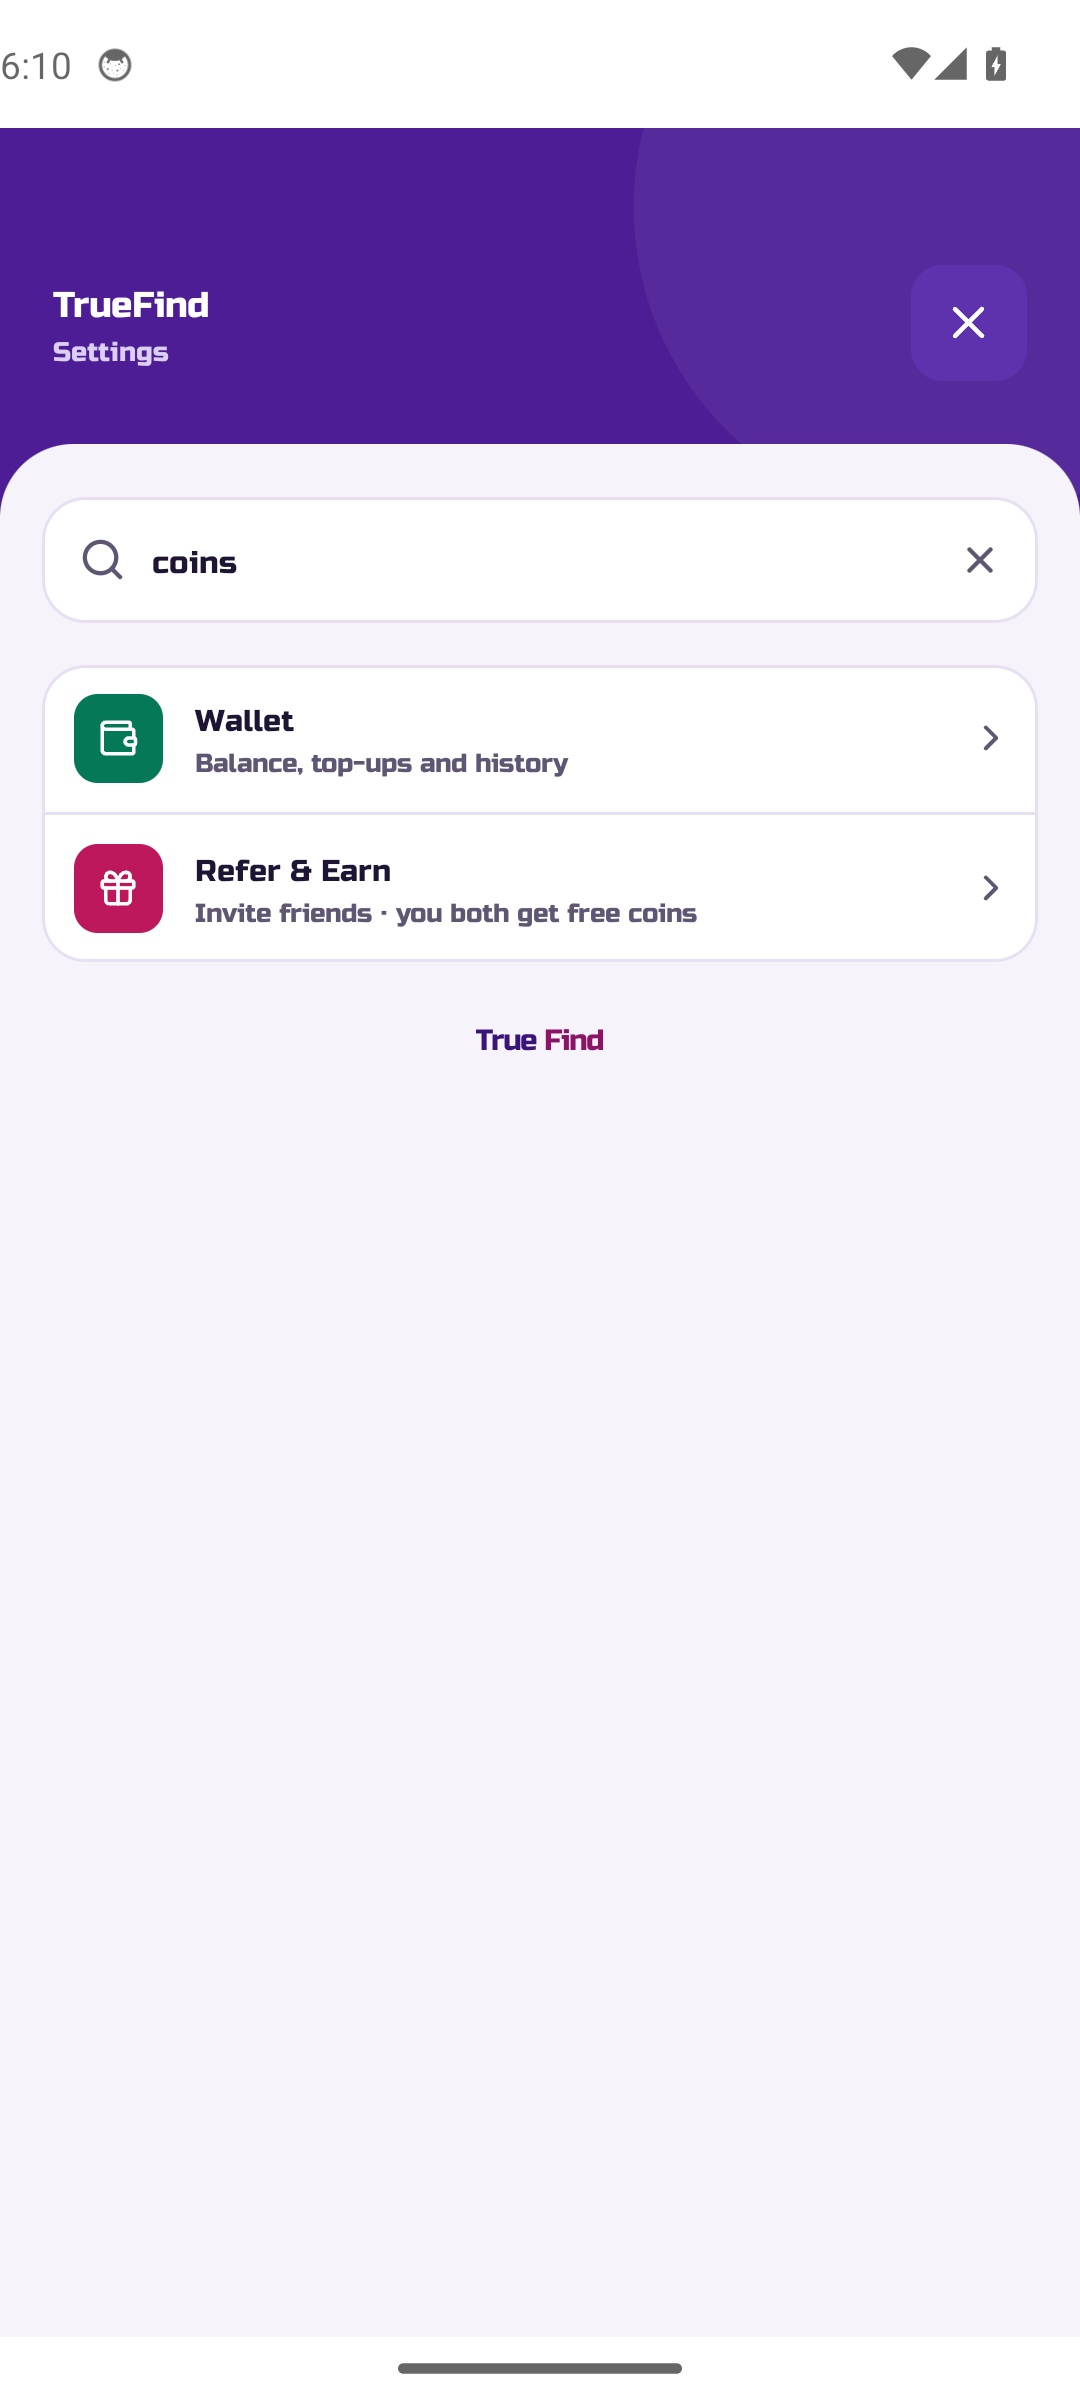 6:10
TrueFind
Settings
coins
Wallet
Balance, top-ups and history
Refer & Earn
Invite friends · you both get free coins
True Find